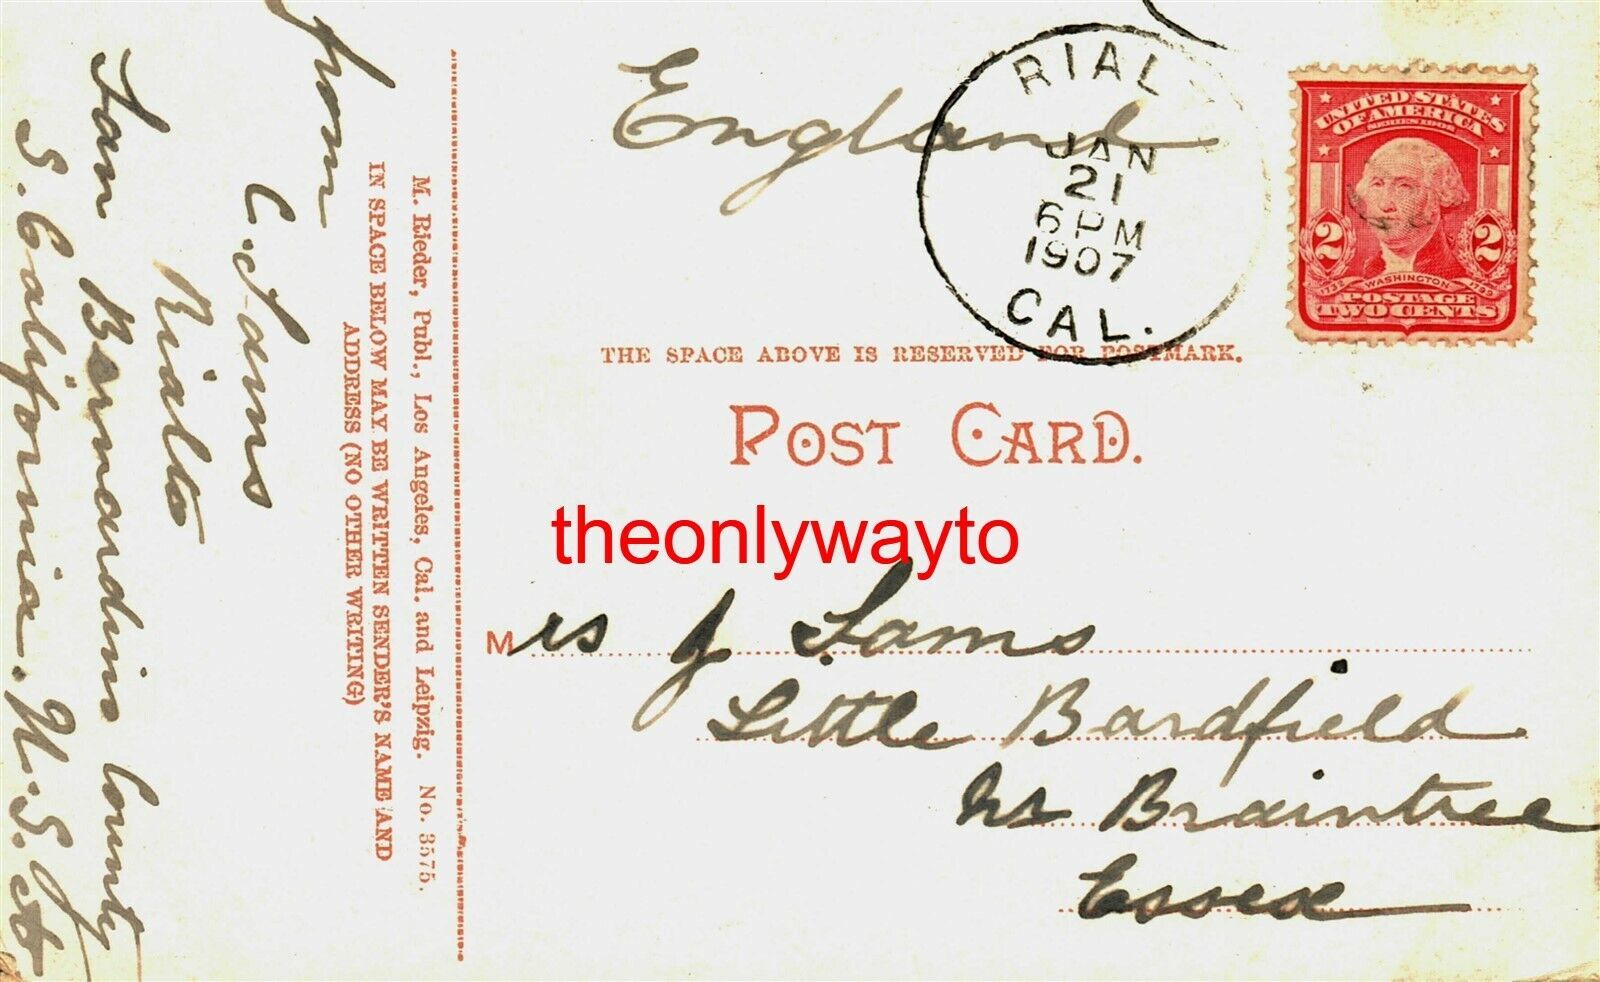 from
C. Sams
Rialto
San Bernardin County
S. California. U.S.A
M. Rieder, Publ., Los Angeles, Cal. and Leipzig. No. 3575.
IN SPACE BELOW MAY BE WRITTEN SENDER'S NAME AND
ADDRESS (NO OTHER WRITING)
England
RIAL
JAN
21
6 PM
1907
CAL.
UNITED STATES
OF AMERICA
SERIES 1902
2 2
1732 WASHINGTON 1799
POSTAGE
TWO CENTS
THE SPACE ABOVE IS RESERVED FOR POSTMARK.
POST CARD.
theonlywayto
Mrs J Sams
Little Bardfield
Nr Braintree
Essex